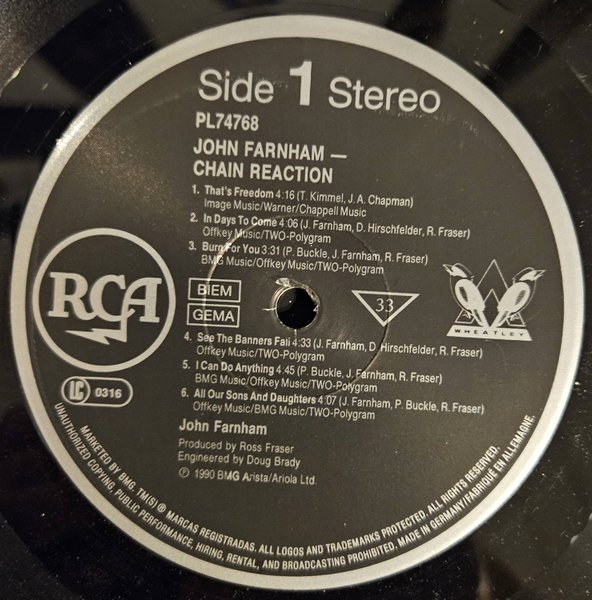 Side 1 Stereo
PL74768
JOHN FARNHAM —
CHAIN REACTION
1. That's Freedom 4:16 (T. Kimmel, J. A. Chapman)
Image Music/Warner/Chappell Music
2. In Days To Come 4:06 (J. Farnham, D. Hirschfelder, R. Fraser)
Offkey Music/TWO-Polygram
3. Burn For You 3:31 (P. Buckle, J. Farnham, R. Fraser)
BMG Music/Offkey Music/TWO-Polygram
RCA
BIEM
GEMA
33
WHEATLEY
4. See The Banners Fall 4:33 (J. Farnham, D. Hirschfelder, R. Fraser)
Offkey Music/TWO-Polygram
5. I Can Do Anything 4:45 (P. Buckle, J. Farnham, R. Fraser)
BMG Music/Offkey Music/TWO-Polygram
6. All Our Sons And Daughters 4:07 (J. Farnham, P. Buckle, R. Fraser)
Offkey Music/BMG Music/TWO-Polygram
LC 0316
John Farnham
Produced by Ross Fraser
Engineered by Doug Brady
Ⓟ 1990 BMG Arista/Ariola Ltd.
MARKETED BY BMG. TM(S) ® MARCAS REGISTRADAS. ALL LOGOS AND TRADEMARKS PROTECTED. ALL RIGHTS RESERVED.
UNAUTHORIZED COPYING, PUBLIC PERFORMANCE, HIRING, RENTAL, AND BROADCASTING PROHIBITED. MADE IN GERMANY/FABRIQUÉ EN ALLEMAGNE.